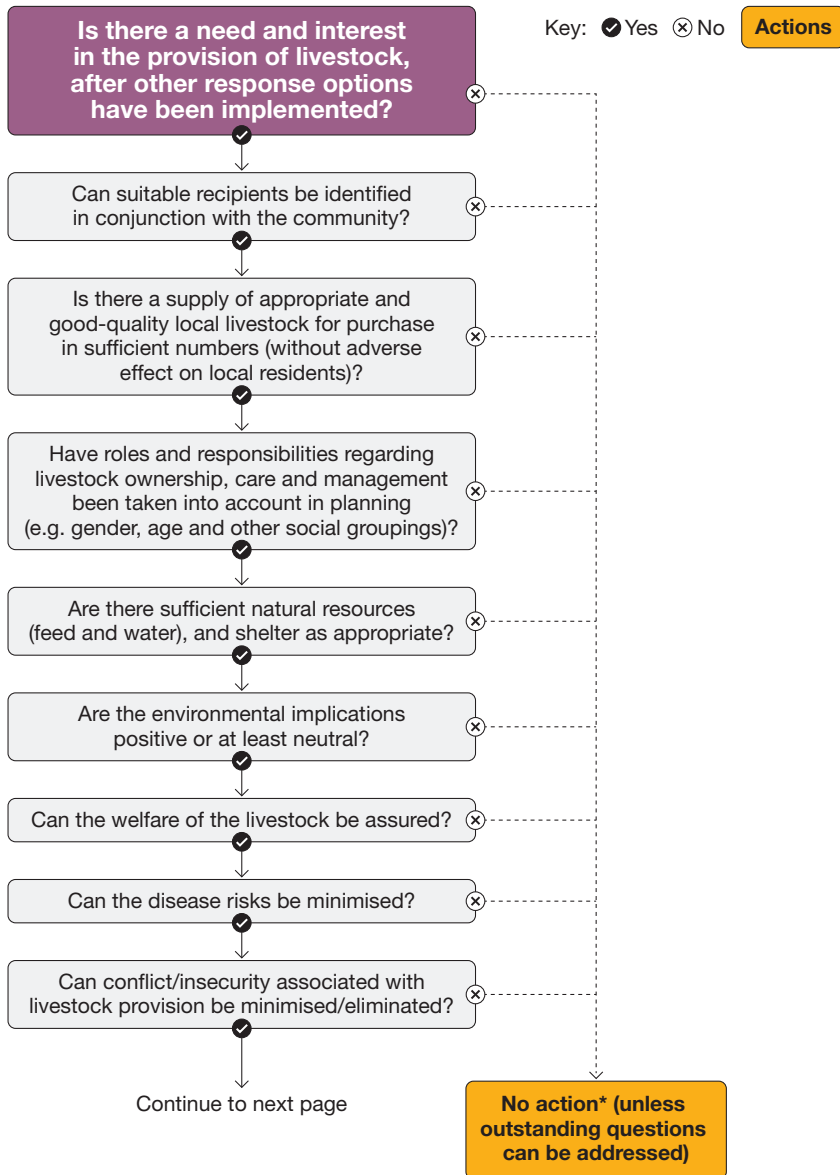 Is there a need and interest
in the provision of livestock,
after other response options
have been implemented?
Key: Yes No Actions
Can suitable recipients be identified
in conjunction with the community?
Is there a supply of appropriate and
good-quality local livestock for purchase
in sufficient numbers (without adverse
effect on local residents)?
Have roles and responsibilities regarding
livestock ownership, care and management
been taken into account in planning
(e.g. gender, age and other social groupings)?
Are there sufficient natural resources
(feed and water), and shelter as appropriate?
Are the environmental implications
positive or at least neutral?
Can the welfare of the livestock be assured?
Can the disease risks be minimised?
Can conflict/insecurity associated with
livestock provision be minimised/eliminated?
Continue to next page
No action* (unless
outstanding questions
can be addressed)